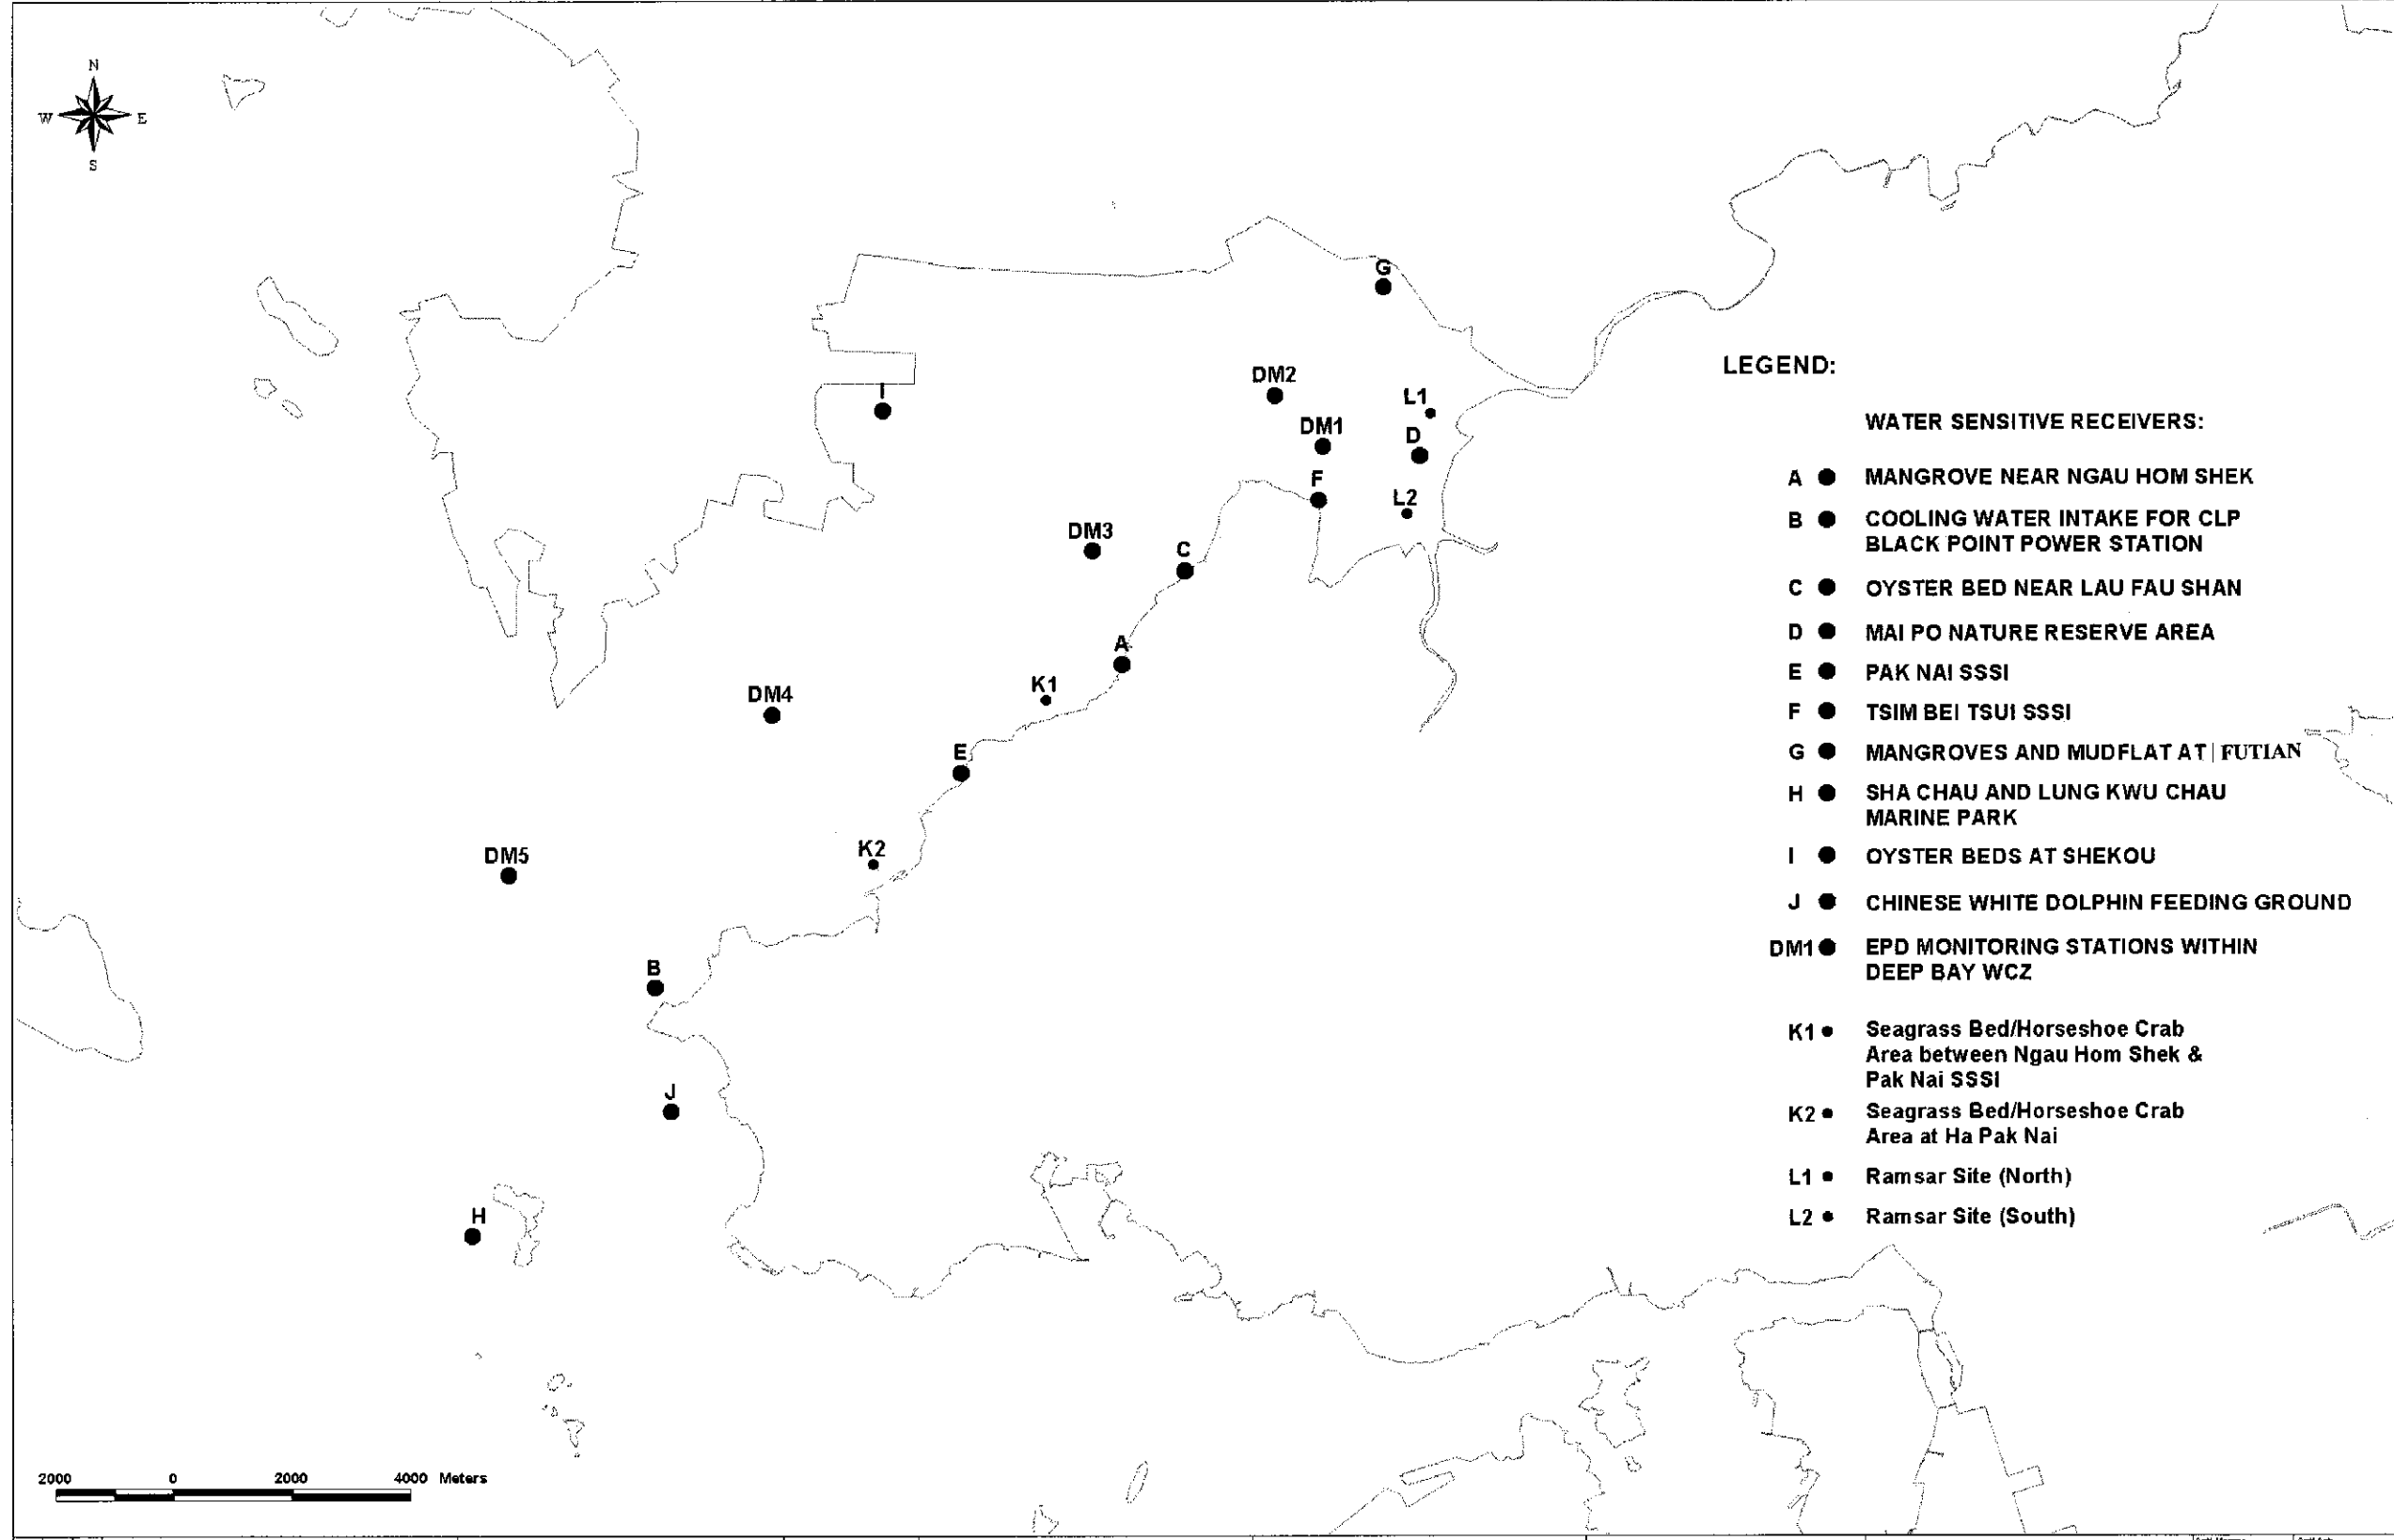 N
W E
S
G
DM2
L1
I
DM1
D
F
L2
DM3
C
A
K1
DM4
E
K2
DM5
B
J
H
2000 0 2000 4000 Meters
LEGEND:
WATER SENSITIVE RECEIVERS:
A MANGROVE NEAR NGAU HOM SHEK
B COOLING WATER INTAKE FOR CLP
BLACK POINT POWER STATION
C OYSTER BED NEAR LAU FAU SHAN
D MAI PO NATURE RESERVE AREA
E PAK NAI SSSI
F TSIM BEI TSUI SSSI
G MANGROVES AND MUDFLAT AT FUTIAN
H SHA CHAU AND LUNG KWU CHAU
MARINE PARK
I OYSTER BEDS AT SHEKOU
J CHINESE WHITE DOLPHIN FEEDING GROUND
DM1 EPD MONITORING STATIONS WITHIN
DEEP BAY WCZ
K1 Seagrass Bed/Horseshoe Crab
Area between Ngau Hom Shek &
Pak Nai SSSI
K2 Seagrass Bed/Horseshoe Crab
Area at Ha Pak Nai
L1 Ramsar Site (North)
L2 Ramsar Site (South)